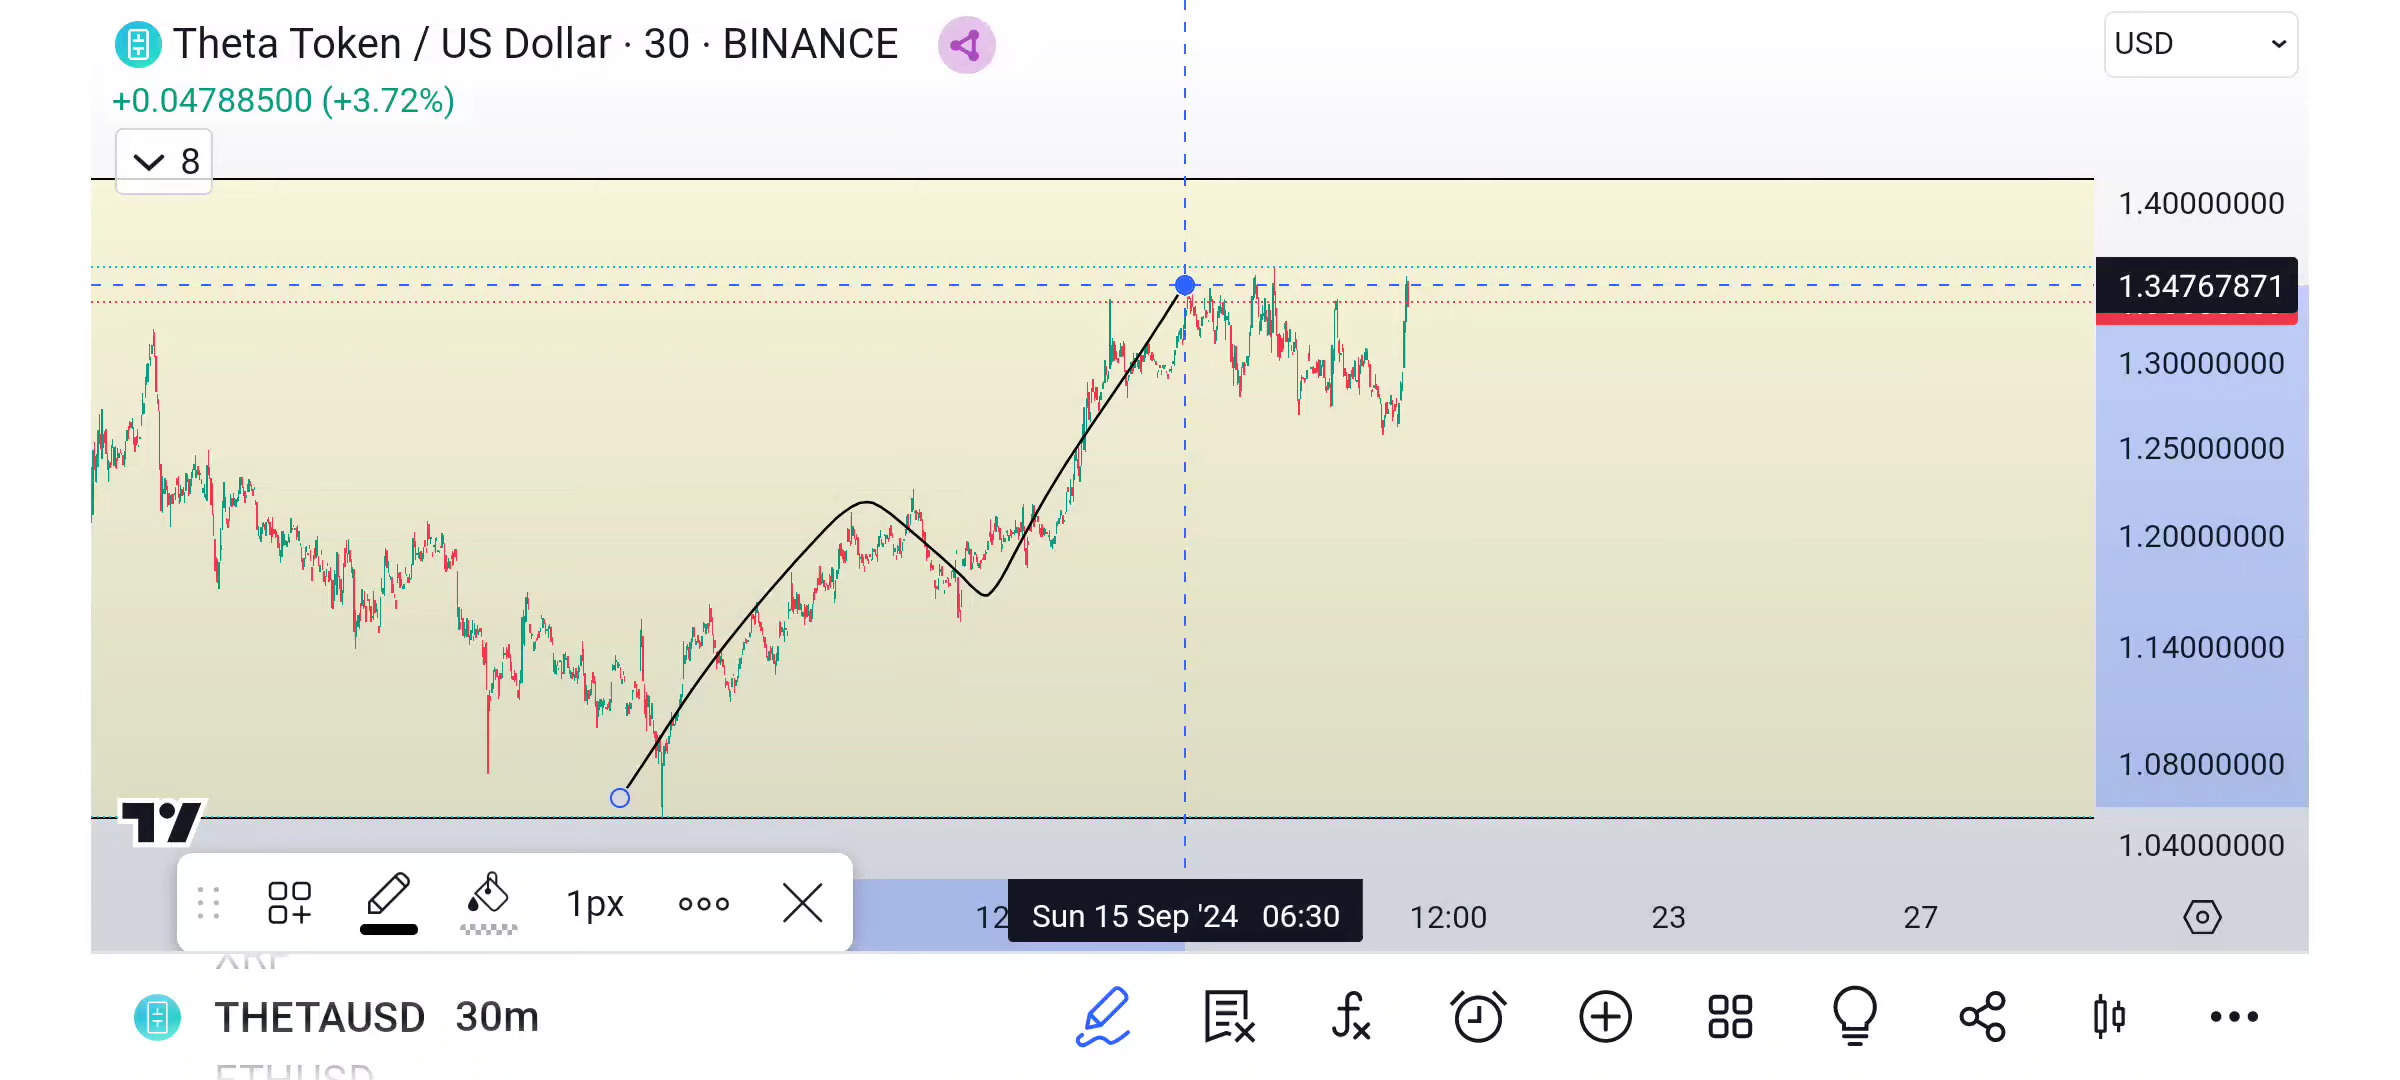 Theta Token / US Dollar · 30 · BINANCE
USD
+0.04788500 (+3.72%)
8
1.40000000
1.34767871
1.30000000
1.25000000
1.20000000
1.14000000
1.08000000
1.04000000
12
Sun 15 Sep '24 06:30
12:00
23
27
1px
XRP
THETAUSD 30m
ETHUSD